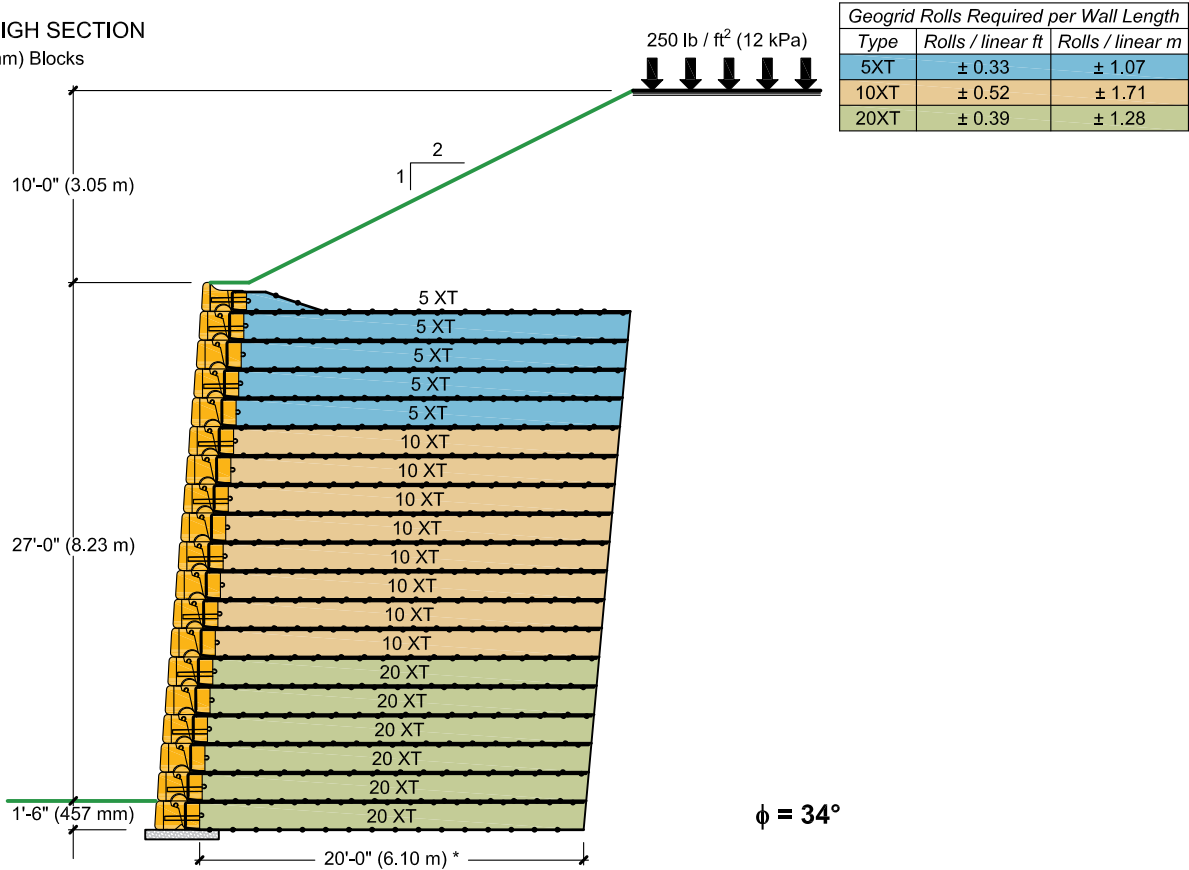 IGH SECTION
m) Blocks
250 lb / ft² (12 kPa)
Geogrid Rolls Required per Wall Length
Type Rolls / linear ft Rolls / linear m
5XT ± 0.33 ± 1.07
10XT ± 0.52 ± 1.71
20XT ± 0.39 ± 1.28
2
1
10'-0" (3.05 m)
5 XT
5 XT
5 XT
5 XT
5 XT
10 XT
10 XT
10 XT
10 XT
27'-0" (8.23 m)
10 XT
10 XT
10 XT
10 XT
20 XT
20 XT
20 XT
20 XT
20 XT
1'-6" (457 mm)
20 XT
ϕ = 34°
20'-0" (6.10 m) *